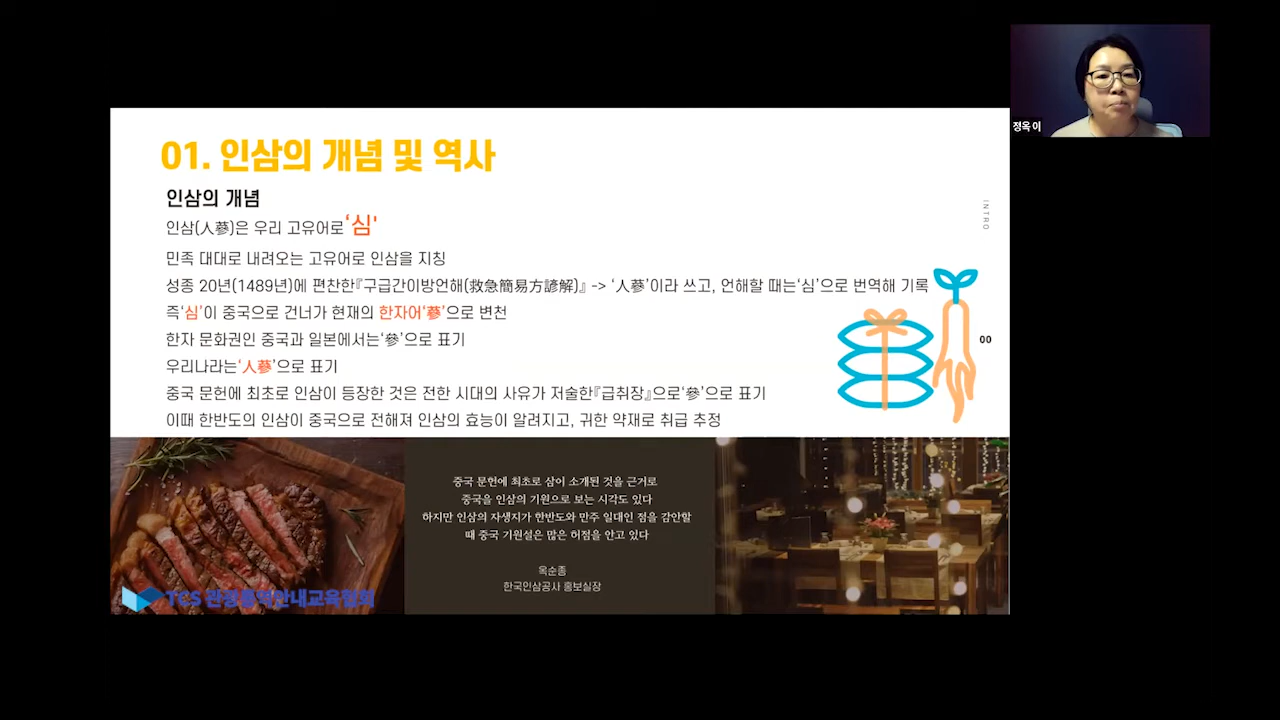 01. 인삼의 개념 및 역사
인삼의 개념
인삼(人蔘)은 우리 고유어로‘심'
민족 대대로 내려오는 고유어로 인삼을 지칭
성종 20년(1489년)에 편찬한『구급간이방언해(救急簡易方諺解)』 -> ‘人蔘’이라 쓰고, 언해할 때는‘심’으로 번역해 기록
즉‘심’이 중국으로 건너가 현재의 한자어‘蔘’으로 변천
한자 문화권인 중국과 일본에서는‘參’으로 표기
우리나라는‘人蔘’으로 표기
중국 문헌에 최초로 인삼이 등장한 것은 전한 시대의 사유가 저술한『급취장』으로‘參’으로 표기
이때 한반도의 인삼이 중국으로 전해져 인삼의 효능이 알려지고, 귀한 약재로 취급 추정
INTRO
00
중국 문헌에 최초로 삼이 소개된 것을 근거로
중국을 인삼의 기원으로 보는 시각도 있다
하지만 인삼의 자생지가 한반도와 만주 일대인 점을 감안할
때 중국 기원설은 많은 허점을 안고 있다
옥순종
한국인삼공사 홍보실장
TCS 관광통역안내교육협회
정옥 이